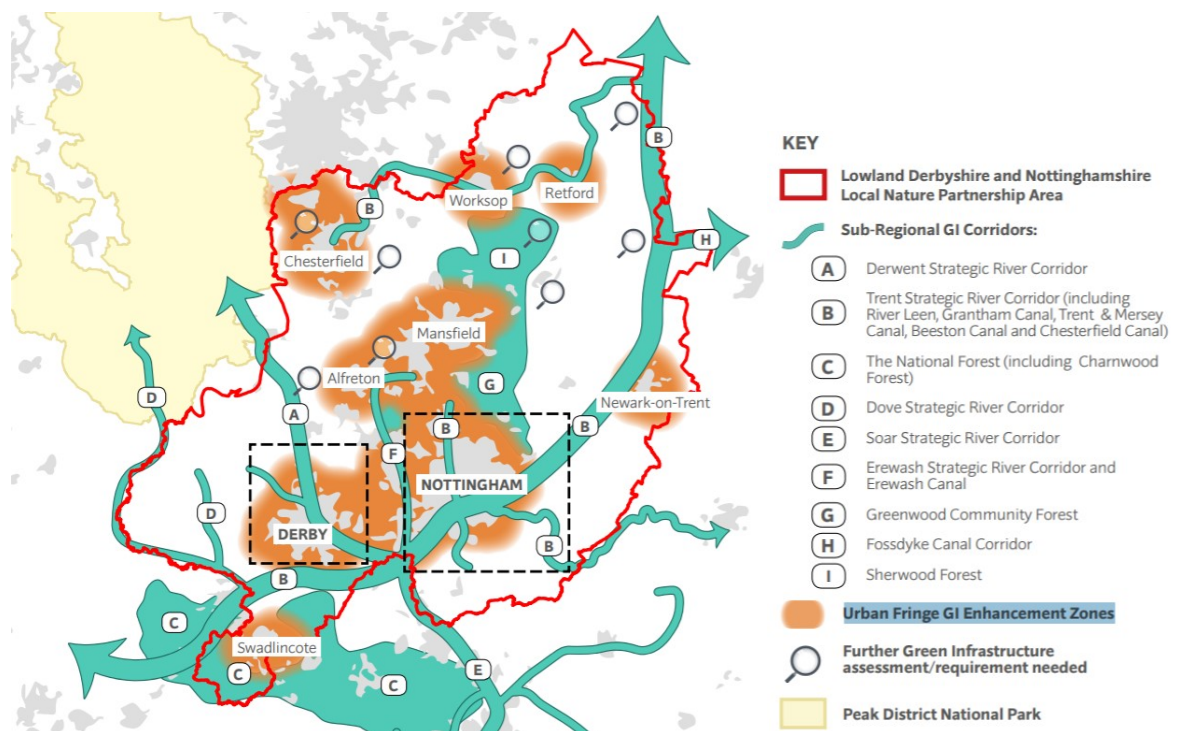 B
Worksop
Retford
B
H
I
Chesterfield
Mansfield
Alfreton
G
D
A
Newark-on-Trent
B
B
F
NOTTINGHAM
D
DERBY
B
B
C
Swadlincote
C
C
E
KEY
Lowland Derbyshire and Nottinghamshire
Local Nature Partnership Area
Sub-Regional GI Corridors:
A Derwent Strategic River Corridor
B Trent Strategic River Corridor (including
River Leen, Grantham Canal, Trent & Mersey
Canal, Beeston Canal and Chesterfield Canal)
C The National Forest (including Charnwood
Forest)
D Dove Strategic River Corridor
E Soar Strategic River Corridor
F Erewash Strategic River Corridor and
Erewash Canal
G Greenwood Community Forest
H Fossdyke Canal Corridor
I Sherwood Forest
Urban Fringe GI Enhancement Zones
Further Green Infrastructure
assessment/requirement needed
Peak District National Park